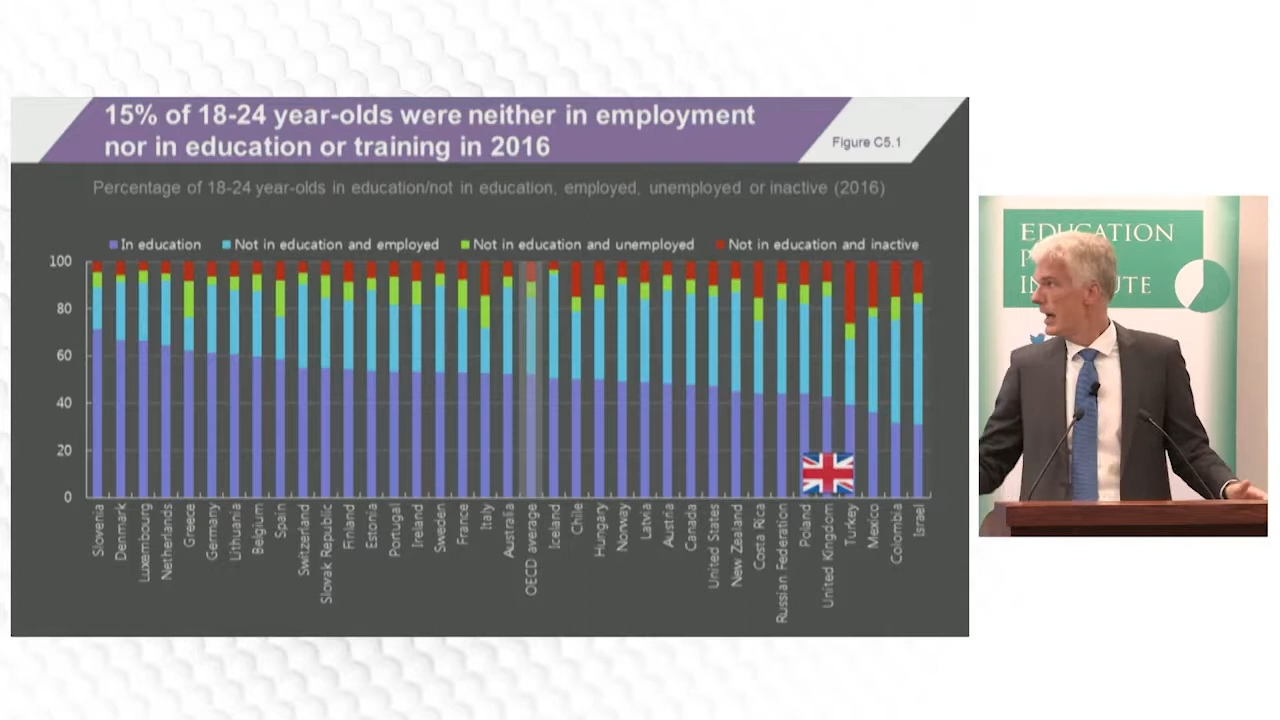 15% of 18-24 year-olds were neither in employment
nor in education or training in 2016
Figure C5.1
Percentage of 18-24 year-olds in education/not in education, employed, unemployed or inactive (2016)
In education
Not in education and employed
Not in education and unemployed
Not in education and inactive
100
80
60
40
20
0
Slovenia
Denmark
Luxembourg
Netherlands
Greece
Germany
Lithuania
Belgium
Spain
Switzerland
Slovak Republic
Finland
Estonia
Portugal
Ireland
Sweden
France
Italy
Australia
OECD average
Iceland
Chile
Hungary
Norway
Latvia
Austria
Canada
United States
New Zealand
Costa Rica
Russian Federation
Poland
United Kingdom
Turkey
Mexico
Colombia
Israel
EDUCATION